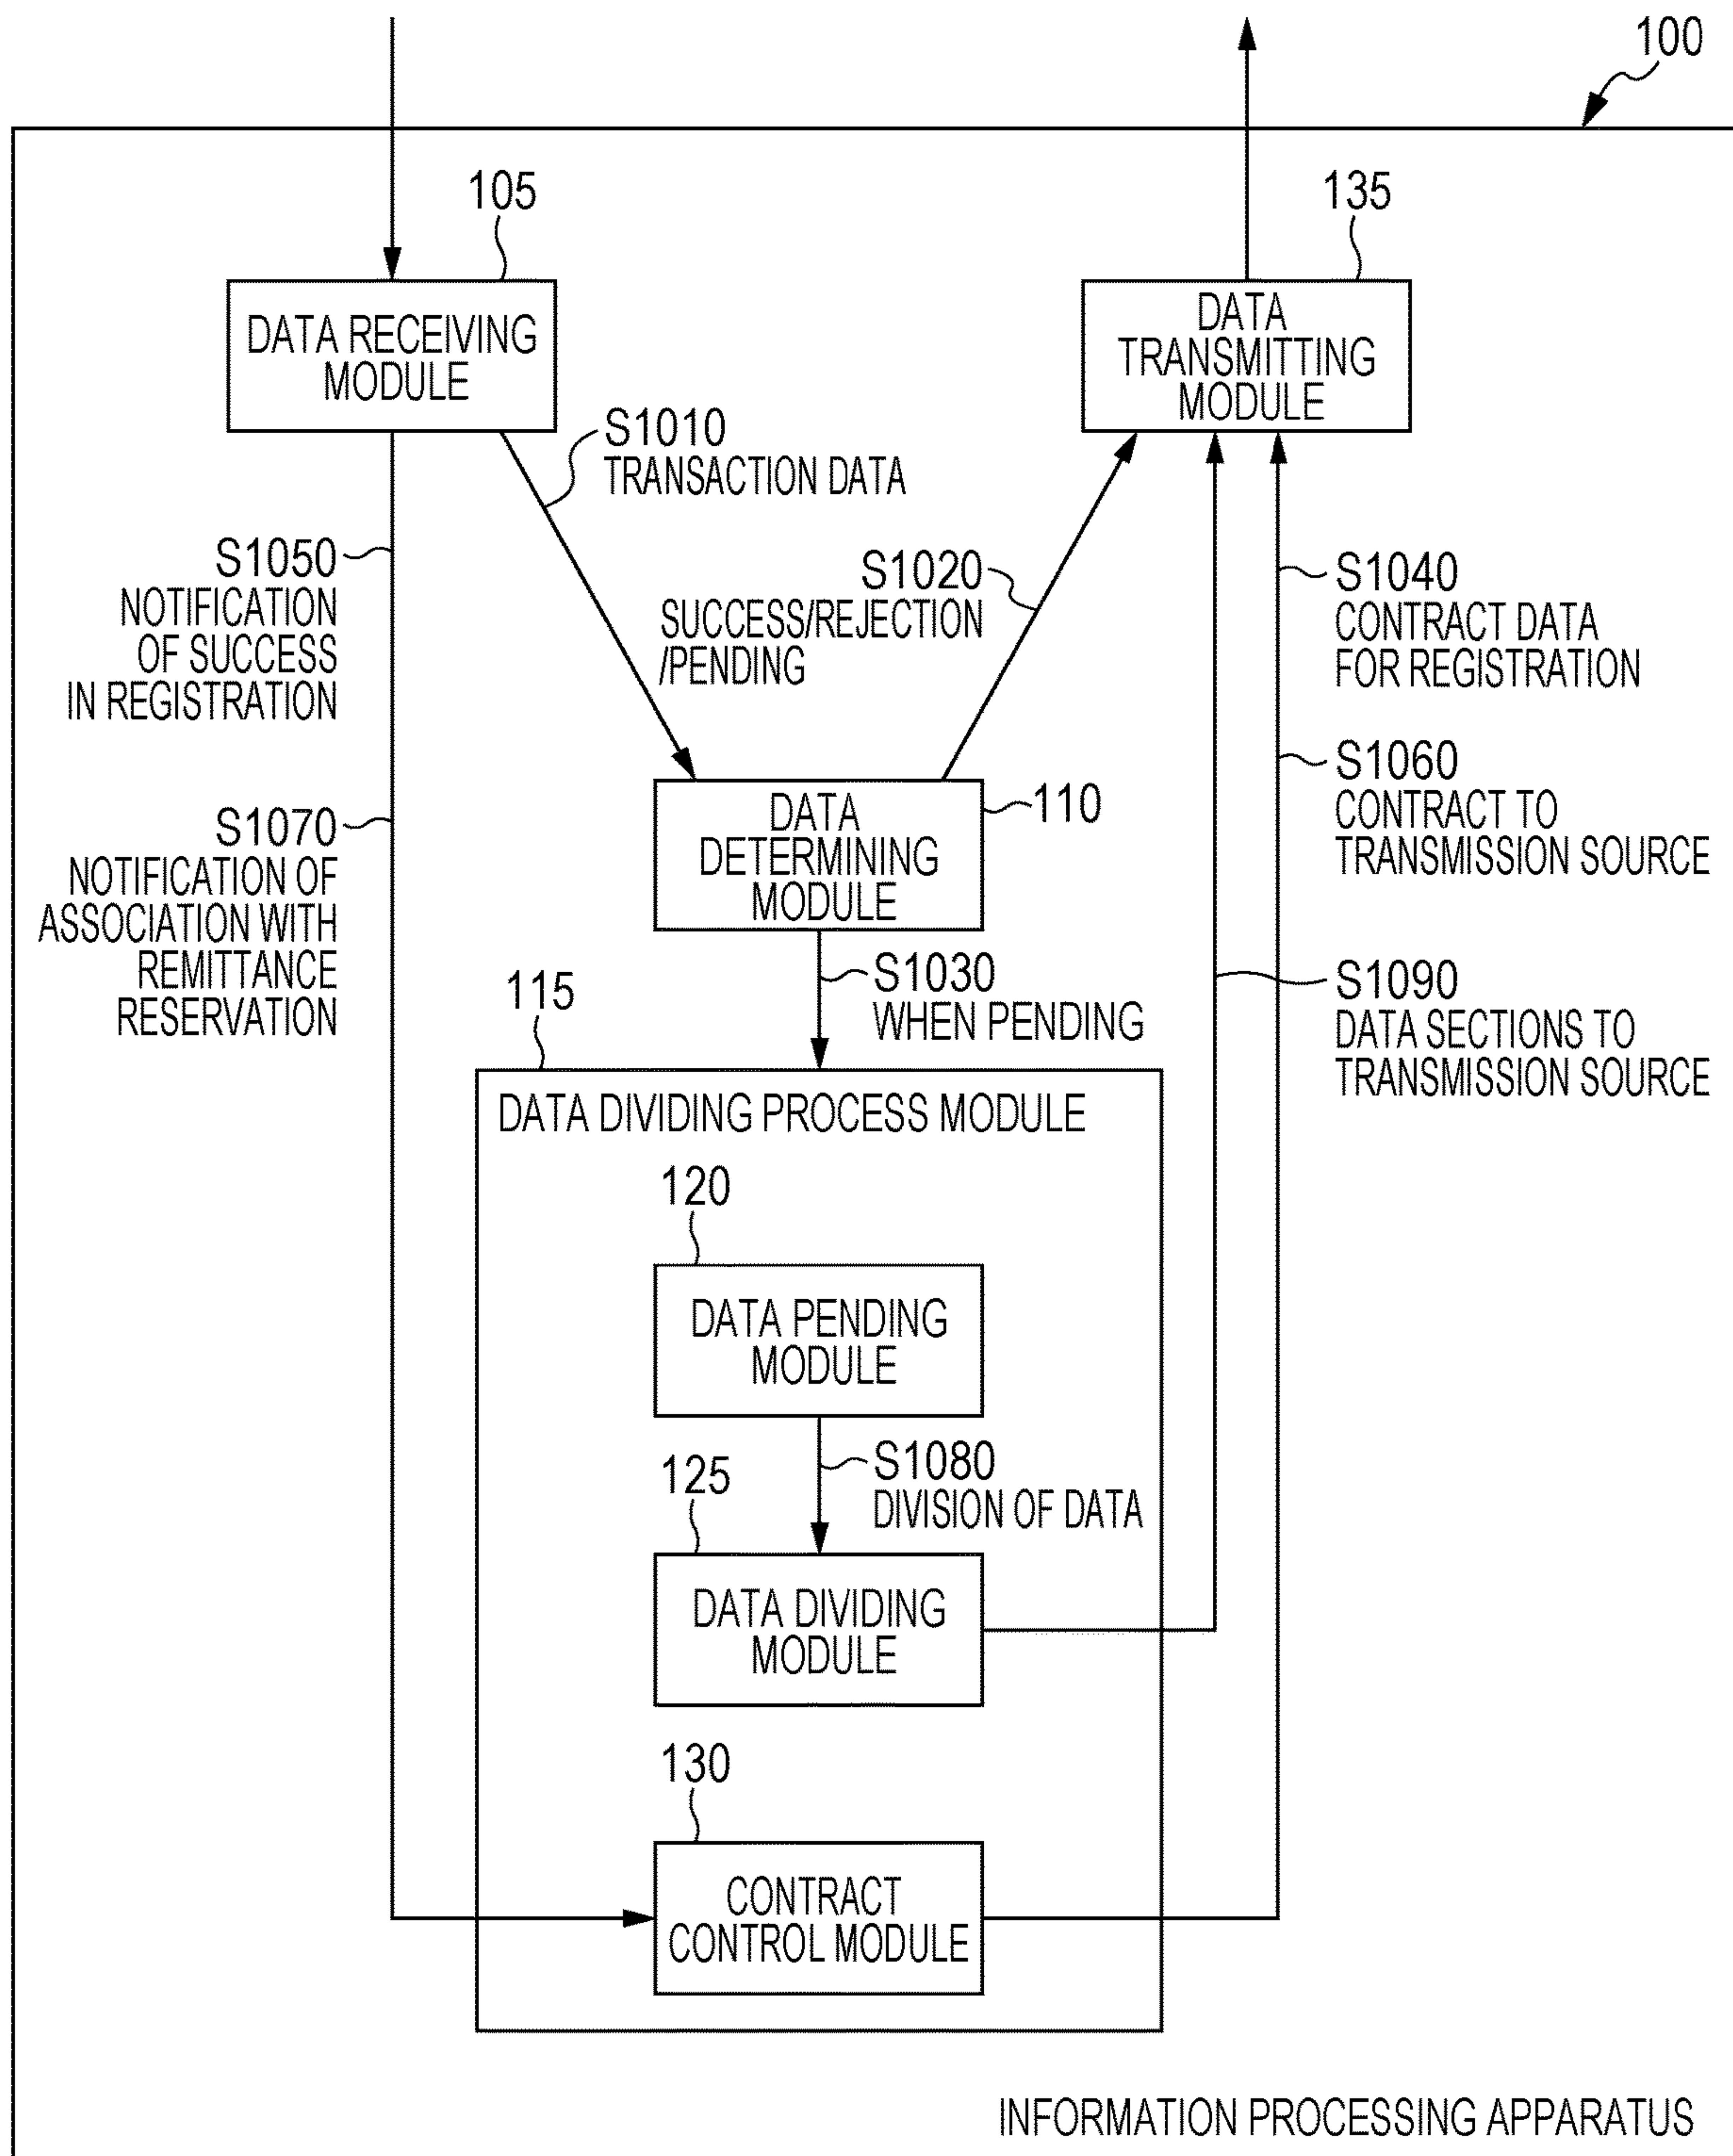 100
105
135
DATA RECEIVING
MODULE
DATA
TRANSMITTING
MODULE
S1010
TRANSACTION DATA
S1050
NOTIFICATION
OF SUCCESS
IN REGISTRATION
S1020
SUCCESS/REJECTION
/PENDING
S1040
CONTRACT DATA
FOR REGISTRATION
S1060
CONTRACT TO
TRANSMISSION SOURCE
S1070
NOTIFICATION OF
ASSOCIATION WITH
REMITTANCE
RESERVATION
110
DATA
DETERMINING
MODULE
S1030
WHEN PENDING
S1090
DATA SECTIONS TO
TRANSMISSION SOURCE
115
DATA DIVIDING PROCESS MODULE
120
DATA PENDING
MODULE
S1080
DIVISION OF DATA
125
DATA DIVIDING
MODULE
130
CONTRACT
CONTROL MODULE
INFORMATION PROCESSING APPARATUS